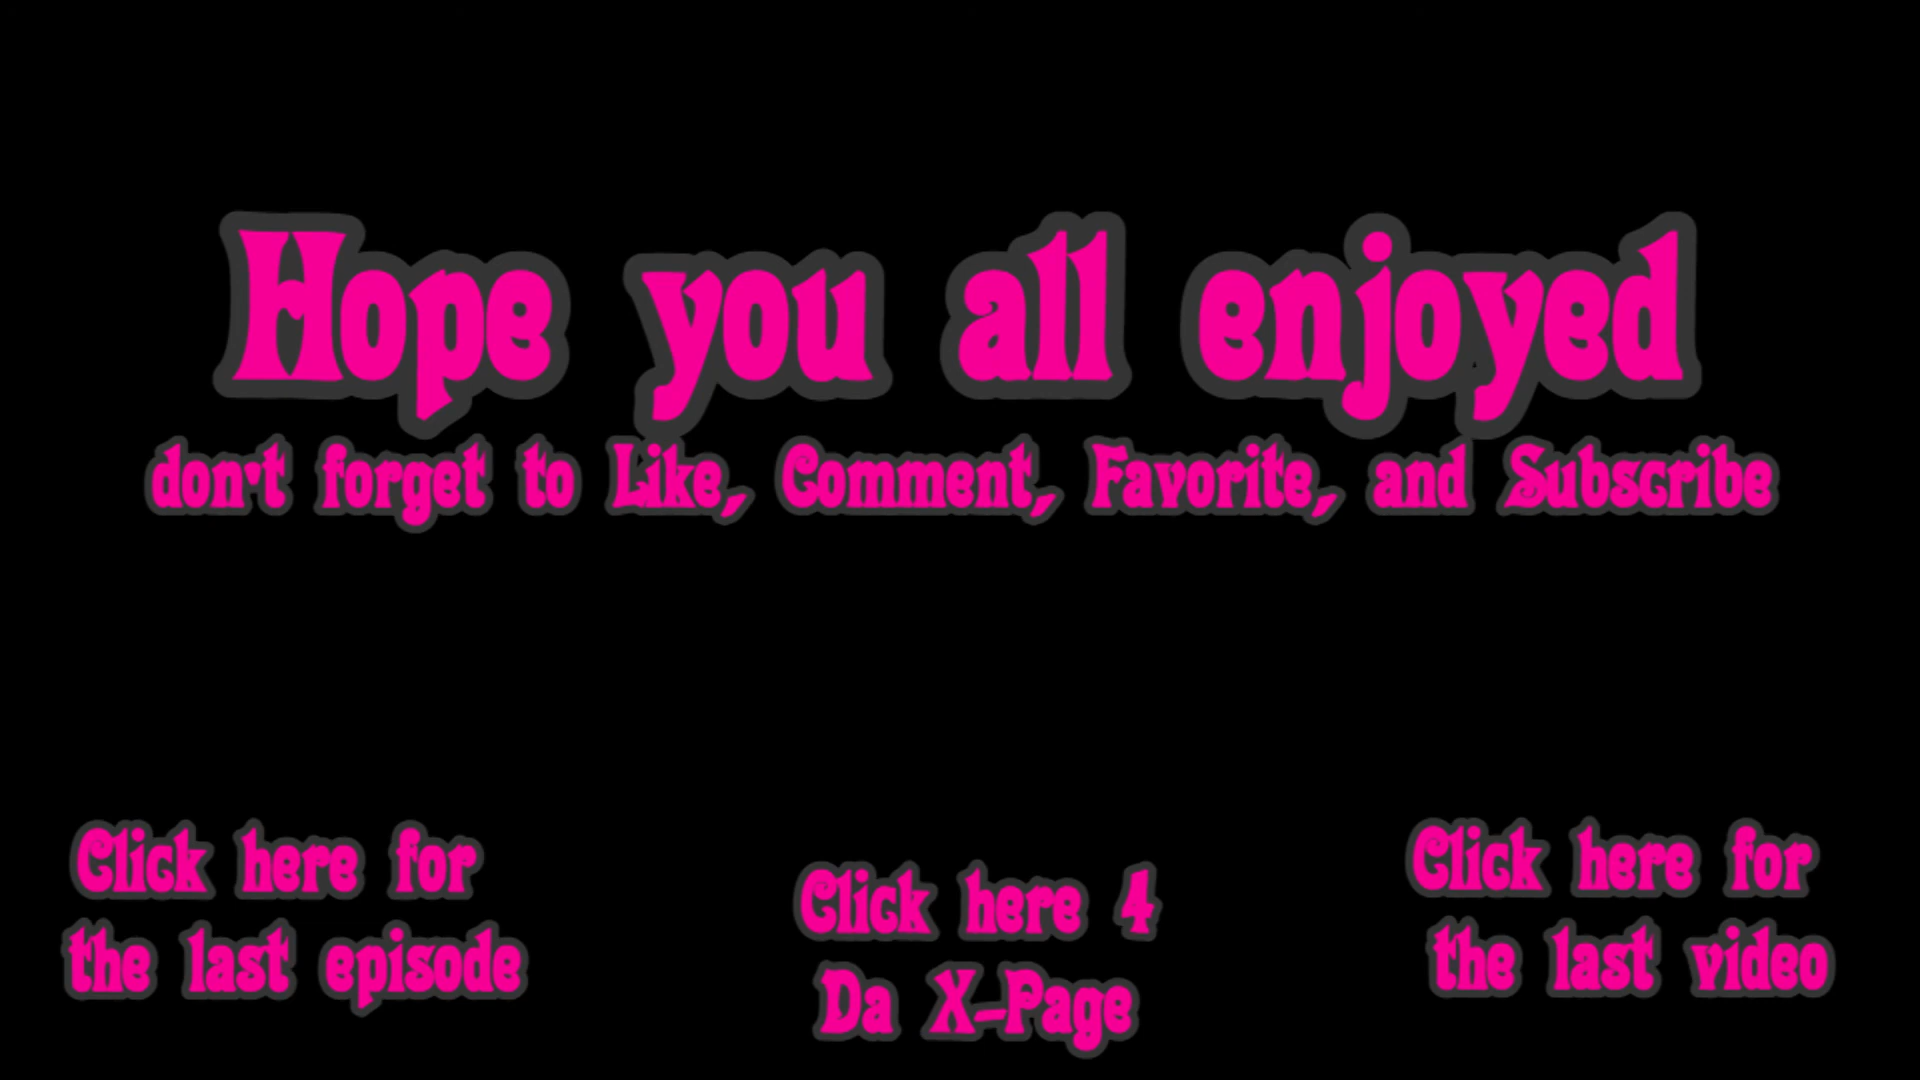 Hope you all enjoyed
don't forget to Like, Comment, Favorite, and Subscribe
Click here for
the last episode
Click here 4
Da X-Page
Click here for
the last video